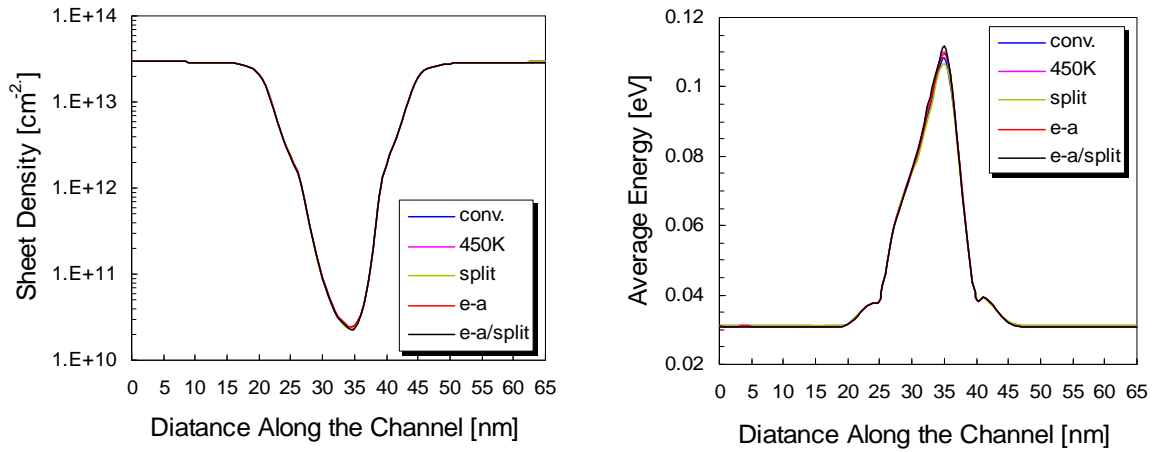 Sheet Density [cm-2.]
1.E+14
1.E+13
1.E+12
1.E+11
1.E+10
0 5 10 15 20 25 30 35 40 45 50 55 60 65
Diatance Along the Channel [nm]
conv.
450K
split
e-a
e-a/split
Average Energy [eV]
0.12
0.1
0.08
0.06
0.04
0.02
0 5 10 15 20 25 30 35 40 45 50 55 60 65
Diatance Along the Channel [nm]
conv.
450K
split
e-a
e-a/split